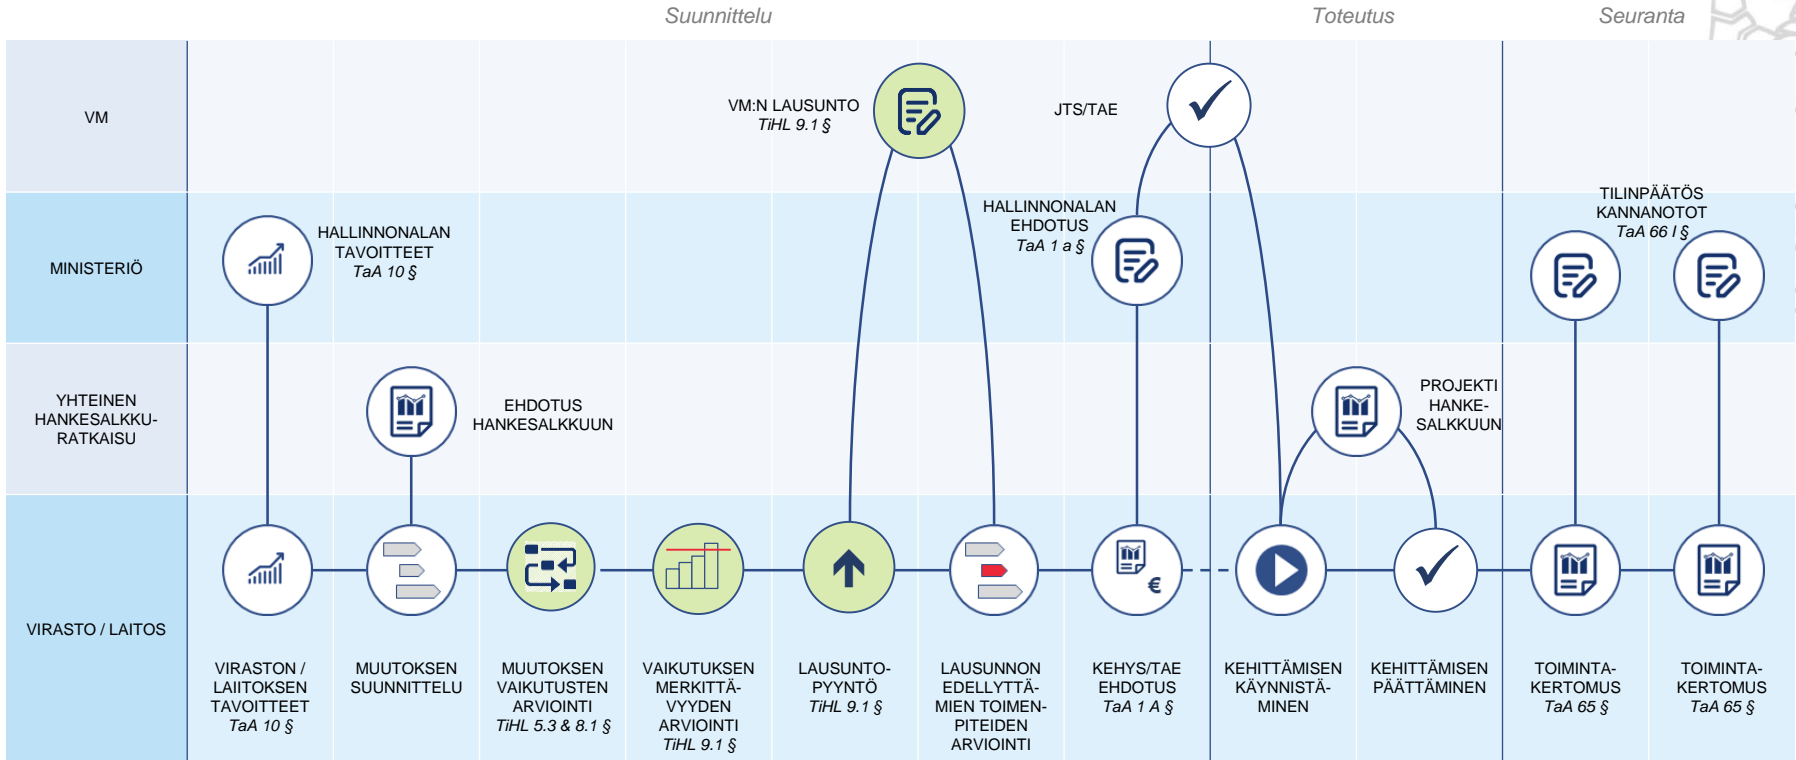 Suunnittelu
Toteutus
Seuranta
VM
VM:N LAUSUNTO
TiHL 9.1 §
JTS/TAE
MINISTERIÖ
HALLINNONALAN
TAVOITTEET
TaA 10 §
HALLINNONALAN
EHDOTUS
TaA 1 a §
TILINPÄÄTÖS
KANNANOTOT
TaA 66 I §
YHTEINEN
HANKESALKKU-
RATKAISU
EHDOTUS
HANKESALKKUUN
PROJEKTI
HANKE-
SALKKUUN
VIRASTO / LAITOS
€
VIRASTON /
LAIITOKSEN
TAVOITTEET
TaA 10 §
MUUTOKSEN
SUUNNITTELU
MUUTOKSEN
VAIKUTUSTEN
ARVIOINTI
TiHL 5.3 & 8.1 §
VAIKUTUKSEN
MERKITTÄ-
VYYDEN
ARVIOINTI
TiHL 9.1 §
LAUSUNTO-
PYYNTÖ
TiHL 9.1 §
LAUSUNNON
EDELLYTTÄ-
MIEN TOIMEN-
PITEIDEN
ARVIOINTI
KEHYS/TAE
EHDOTUS
TaA 1 A §
KEHITTÄMISEN
KÄYNNISTÄ-
MINEN
KEHITTÄMISEN
PÄÄTTÄMINEN
TOIMINTA-
KERTOMUS
TaA 65 §
TOIMINTA-
KERTOMUS
TaA 65 §